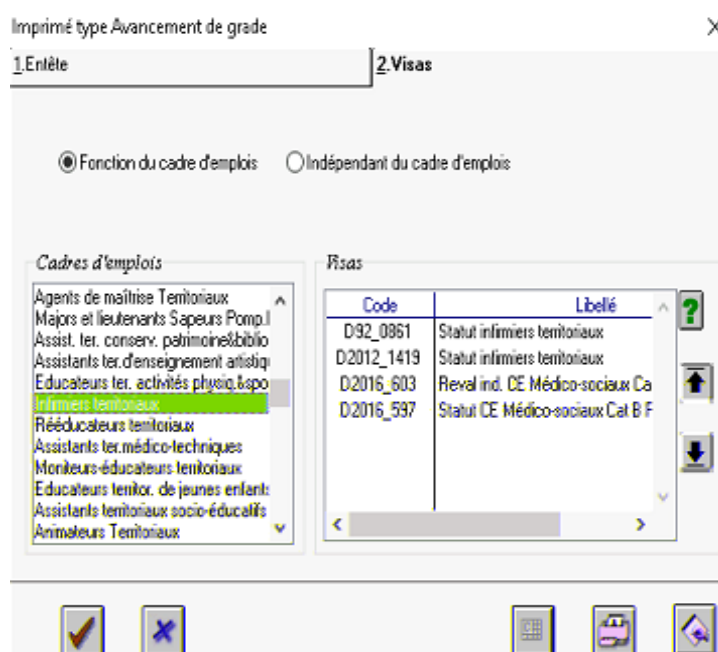 Imprimé type Avancement de grade
1.Entête
2.Visas
Fonction du cadre d'emplois
Indépendant du cadre d'emplois
Cadres d'emplois
Agents de maîtrise Territoriaux
Majors et lieutenants Sapeurs Pomp.l
Assist. ter. conserv. patrimoine&biblio
Assistants ter.d'enseignement artistiqu
Educateurs ter. activités physiq.&spo
Infirmiers territoriaux
Rééducateurs territoriaux
Assistants ter.médico-techniques
Moniteurs-éducateurs territoriaux
Educateurs territor. de jeunes enfants
Assistants territoriaux socio-éducatifs
Animateurs Territoriaux
Visas
Code Libellé
D92_0861 Statut infirmiers territoriaux
D2012_1419 Statut infirmiers territoriaux
D2016_603 Reval ind. CE Médico-sociaux Ca
D2016_597 Statut CE Médico-sociaux Cat B F